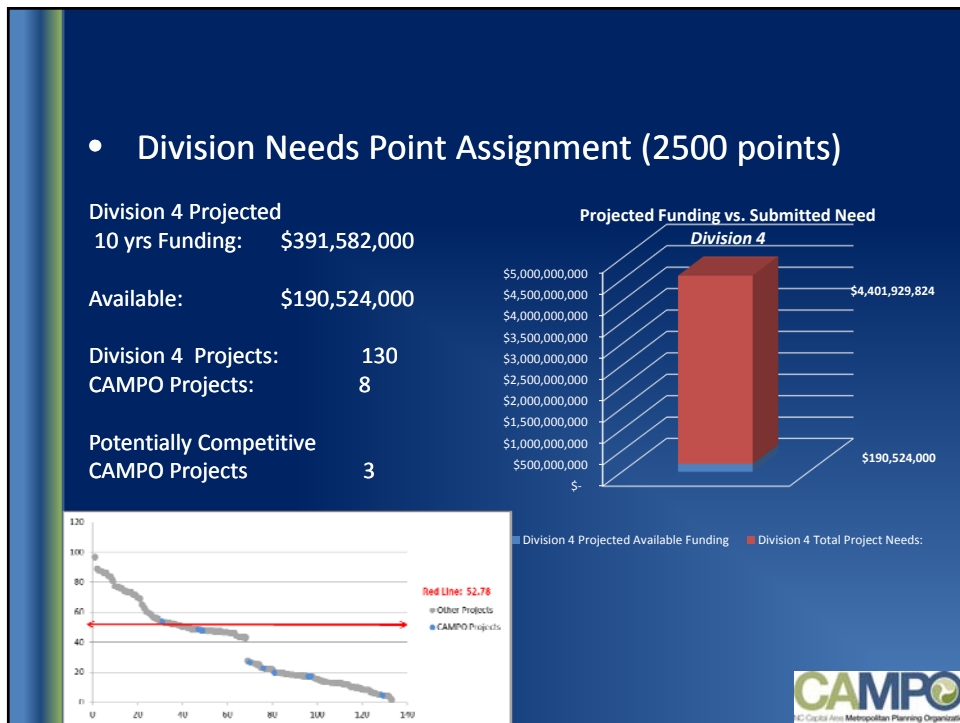 • Division Needs Point Assignment (2500 points)
Division 4 Projected
10 yrs Funding: $391,582,000
Available: $190,524,000
Division 4 Projects: 130
CAMPO Projects: 8
Potentially Competitive
CAMPO Projects 3
Projected Funding vs. Submitted Need
Division 4
$5,000,000,000
$4,500,000,000
$4,000,000,000
$3,500,000,000
$3,000,000,000
$2,500,000,000
$2,000,000,000
$1,500,000,000
$1,000,000,000
$500,000,000
$-
$4,401,929,824
$190,524,000
Division 4 Projected Available Funding
Division 4 Total Project Needs:
120
100
80
60
40
20
0
0 20 40 60 80 100 120 140
Red Line: 52.78
Other Projects
CAMPO Projects
CAMPO
NC Capital Area Metropolitan Planning Organizati